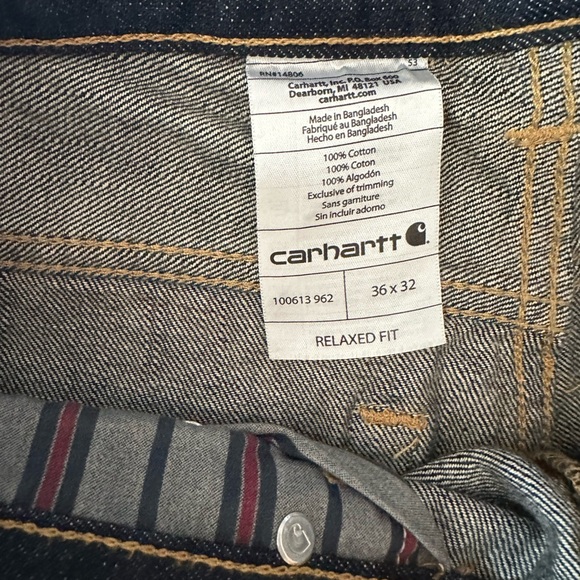 53
RN#14806
Carhartt, Inc. P.O. Box 600
Dearborn, MI 48121 USA
carhartt.com
Made in Bangladesh
Fabriqué au Bangladesh
Hecho en Bangladesh
100% Cotton
100% Coton
100% Algodón
Exclusive of trimming
Sans garniture
Sin incluir adorno
carhartt
100613 962
36 x 32
RELAXED FIT